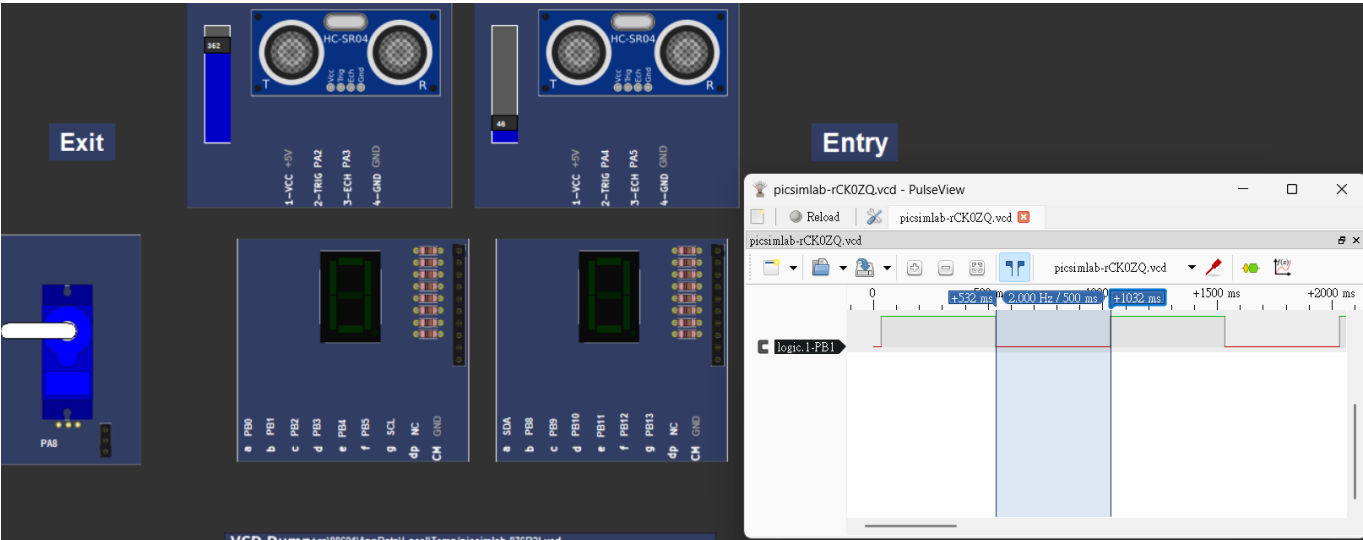 362
HC-SR04
Vcc
Trig
Ech
Gnd
T
R
1-VCC +5V
2-TRIG PA2
3-ECH PA3
4-GND GND
48
HC-SR04
Vcc
Trig
Ech
Gnd
T
R
1-VCC +5V
2-TRIG PA4
3-ECH PA5
4-GND GND
Exit
Entry
PA8
a PB0
b PB1
c PB2
d PB3
e PB4
f PB5
g SCL
dp NC
CM GND
a SDA
b PB8
c PB9
d PB10
e PB11
f PB12
g PB13
dp NC
CM GND
picsimlab-rCK0ZQ.vcd - PulseView
Reload
picsimlab-rCK0ZQ.vcd
picsimlab-rCK0ZQ.vcd
picsimlab-rCK0ZQ.vcd
0
+1500 ms
+2000 ms
+532 ms
2.000 Hz / 500 ms
+1032 ms
logic.1-PB1
VCD Dump